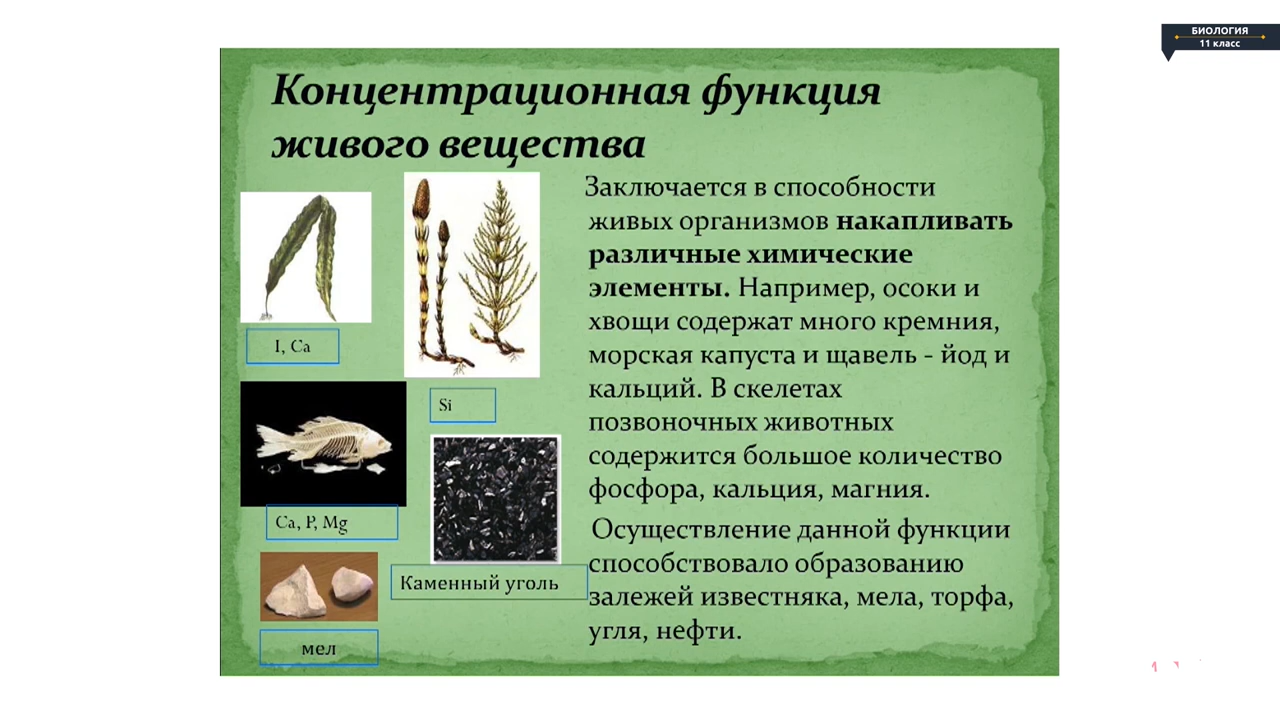 БИОЛОГИЯ
11 класс
Концентрационная функция
живого вещества
Заключается в способности
живых организмов накапливать
различные химические
элементы. Например, осоки и
хвощи содержат много кремния,
морская капуста и щавель - йод и
кальций. В скелетах
позвоночных животных
содержится большое количество
фосфора, кальция, магния.
Осуществление данной функции
способствовало образованию
залежей известняка, мела, торфа,
угля, нефти.
I, Ca
Si
Ca, P, Mg
Каменный уголь
мел